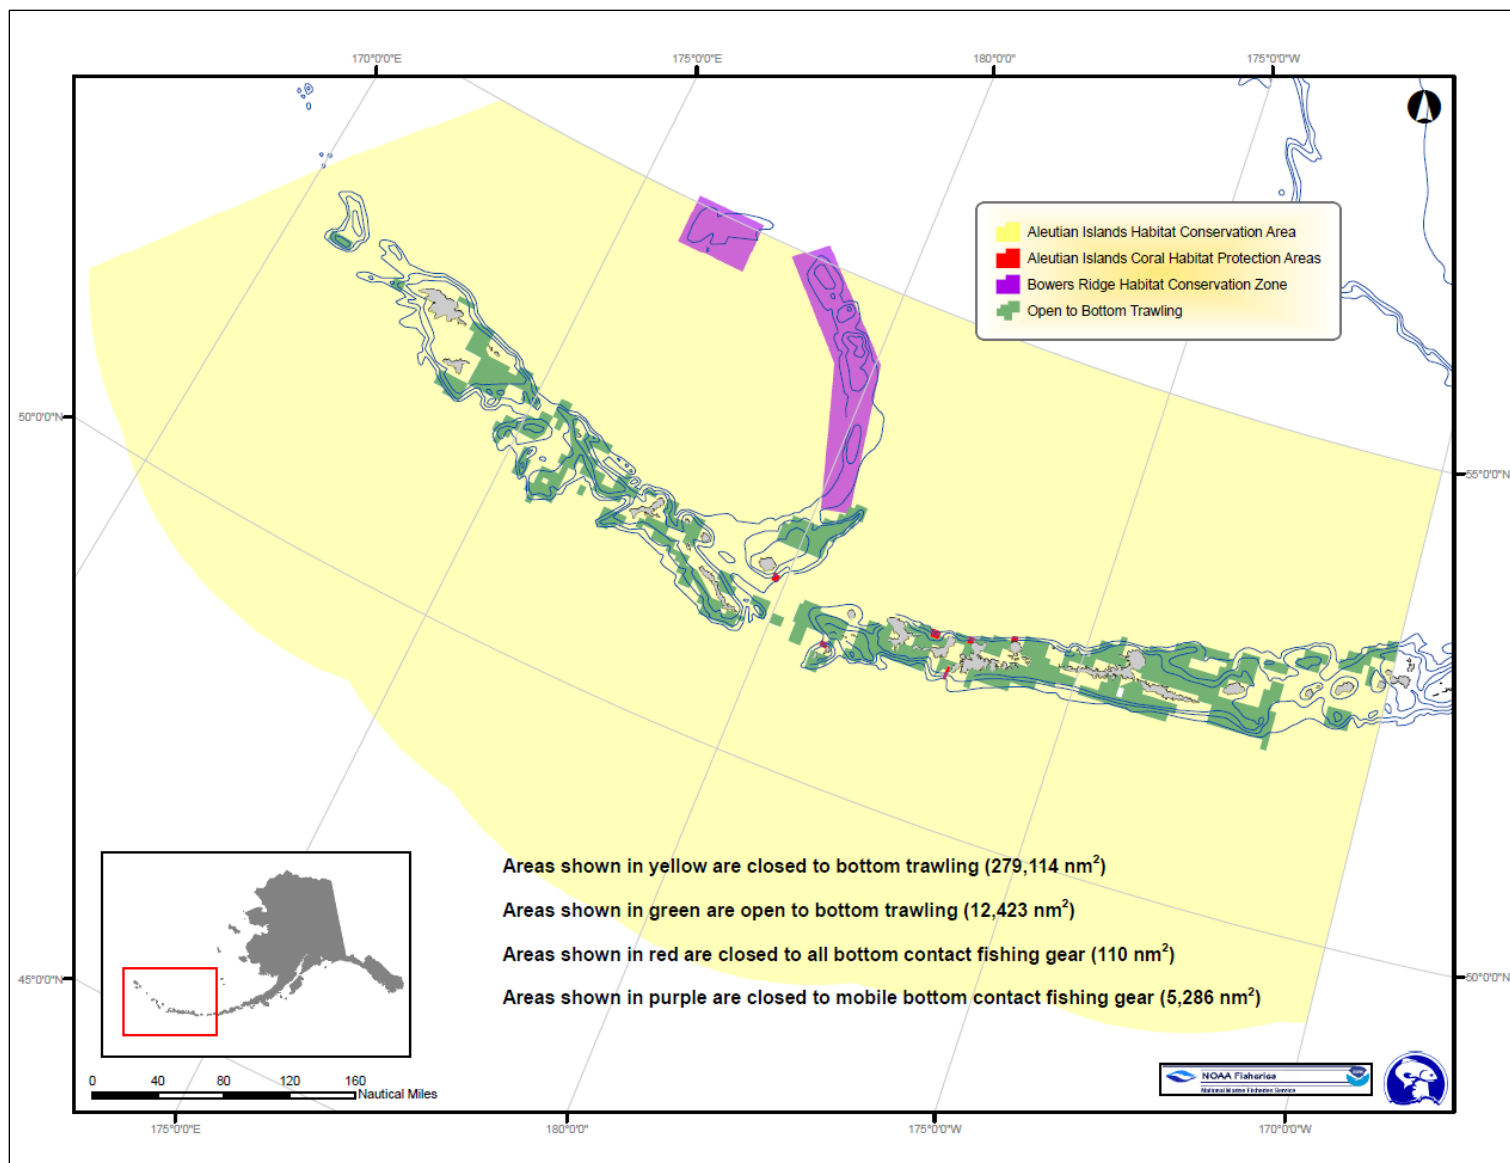 170°0'0"E
175°0'0"E
180°0'0"
175°0'0"W
Aleutian Islands Habitat Conservation Area
Aleutian Islands Coral Habitat Protection Areas
Bowers Ridge Habitat Conservation Zone
Open to Bottom Trawling
50°0'0"N
55°0'0"N
Areas shown in yellow are closed to bottom trawling (279,114 nm²)
Areas shown in green are open to bottom trawling (12,423 nm²)
Areas shown in red are closed to all bottom contact fishing gear (110 nm²)
45°0'0"N
50°0'0"N
Areas shown in purple are closed to mobile bottom contact fishing gear (5,286 nm²)
0 40 80 120 160
Nautical Miles
NOAA Fisheries
National Marine Fisheries Service
175°0'0"E
180°0'0"
175°0'0"W
170°0'0"W